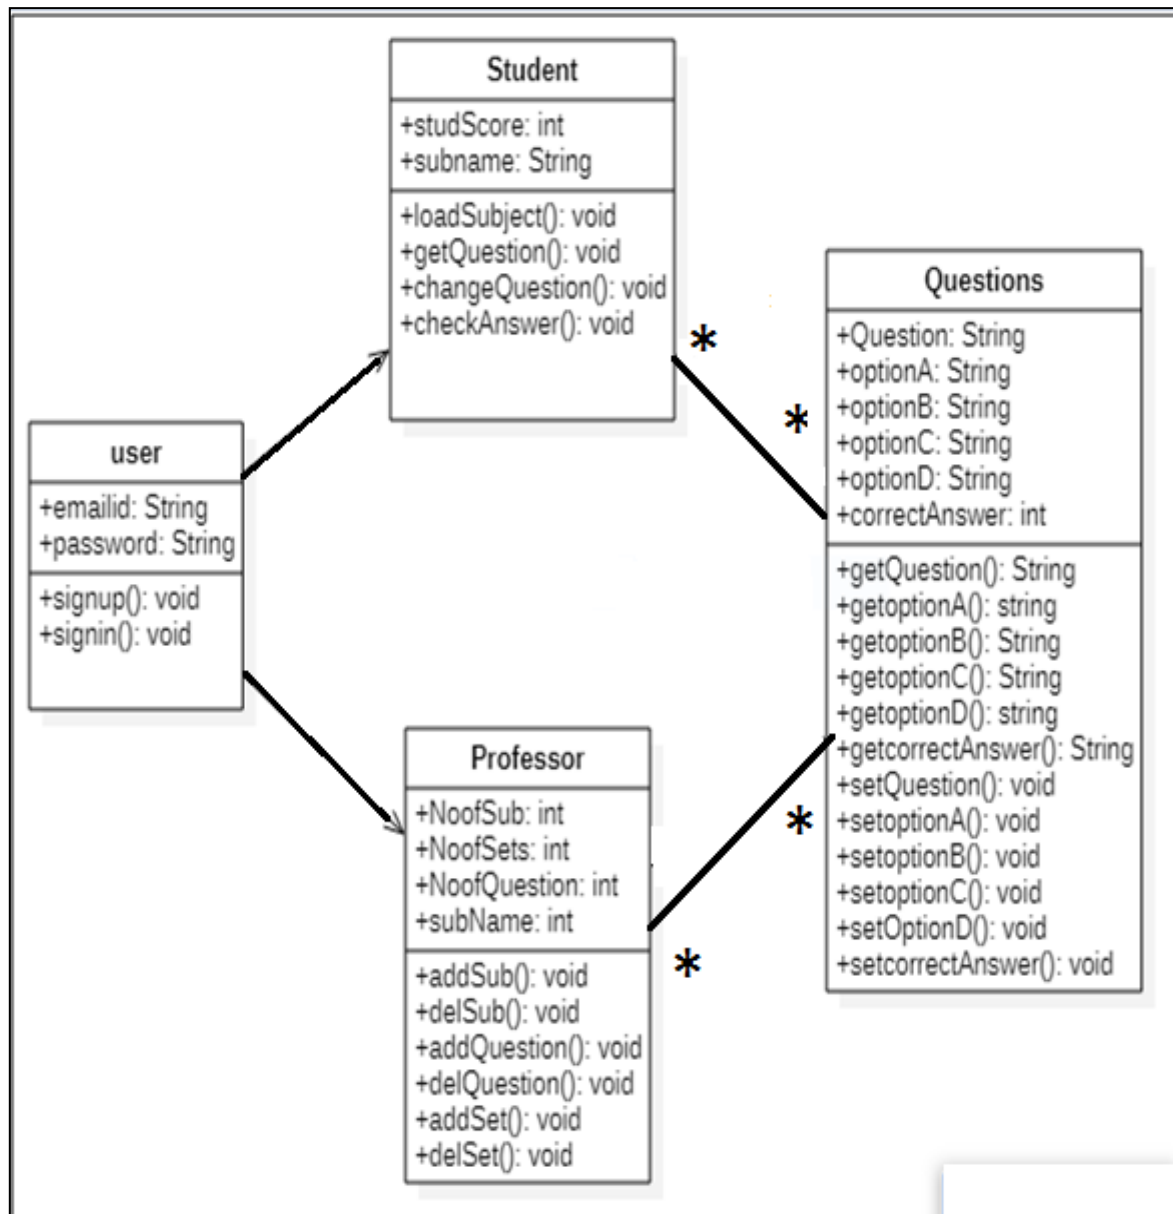 Student
+studScore: int
+subname: String
+loadSubject(): void
+getQuestion(): void
+changeQuestion(): void
+checkAnswer(): void
*
*
user
+emailid: String
+password: String
+signup(): void
+signin(): void
Questions
+Question: String
+optionA: String
+optionB: String
+optionC: String
+optionD: String
+correctAnswer: int
+getQuestion(): String
+getoptionA(): string
+getoptionB(): String
+getoptionC(): String
+getoptionD(): string
+getcorrectAnswer(): String
+setQuestion(): void
+setoptionA(): void
+setoptionB(): void
+setoptionC(): void
+setOptionD(): void
+setcorrectAnswer(): void
Professor
+NoofSub: int
+NoofSets: int
+NoofQuestion: int
+subName: int
+addSub(): void
+delSub(): void
+addQuestion(): void
+delQuestion(): void
+addSet(): void
+delSet(): void
*
*